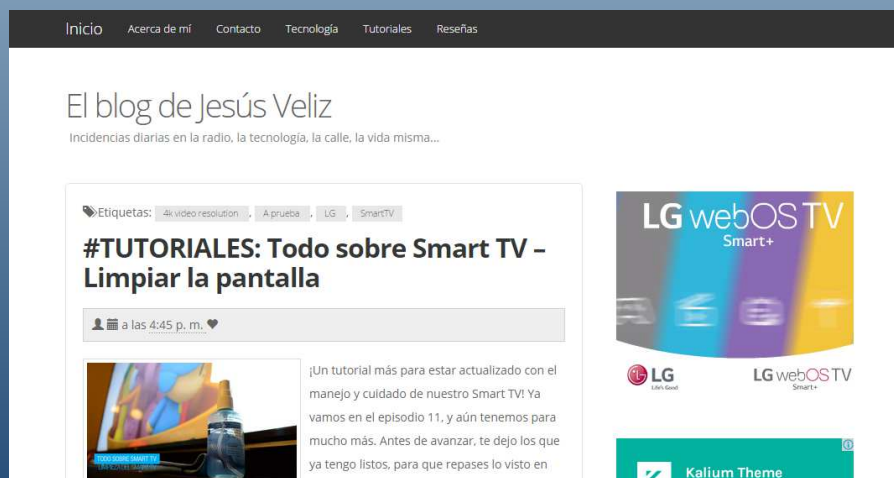 Inicio Acerca de mí Contacto Tecnología Tutoriales Reseñas
El blog de Jesús Veliz
Incidencias diarias en la radio, la tecnología, la calle, la vida misma...
Etiquetas: 4k video resolution , A prueba , LG , SmartTV
#TUTORIALES: Todo sobre Smart TV –
Limpiar la pantalla
a las 4:45 p. m.
¡Un tutorial más para estar actualizado con el
manejo y cuidado de nuestro Smart TV! Ya
vamos en el episodio 11, y aún tenemos para
mucho más. Antes de avanzar, te dejo los que
ya tengo listos, para que repases lo visto en
TODO SOBRE SMART TV
LIMPIEZA DEL
LG webOS TV
Smart+
LG
Life's Good
LG webOS TV
Smart+
Kalium Theme